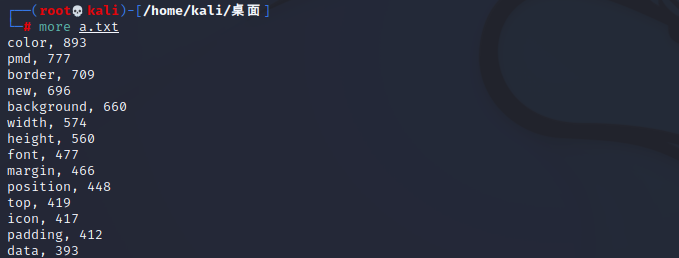 ┌──(root💀kali)-[/home/kali/桌面]
└─# more a.txt
color, 893
pmd, 777
border, 709
new, 696
background, 660
width, 574
height, 560
font, 477
margin, 466
position, 448
top, 419
icon, 417
padding, 412
data, 393